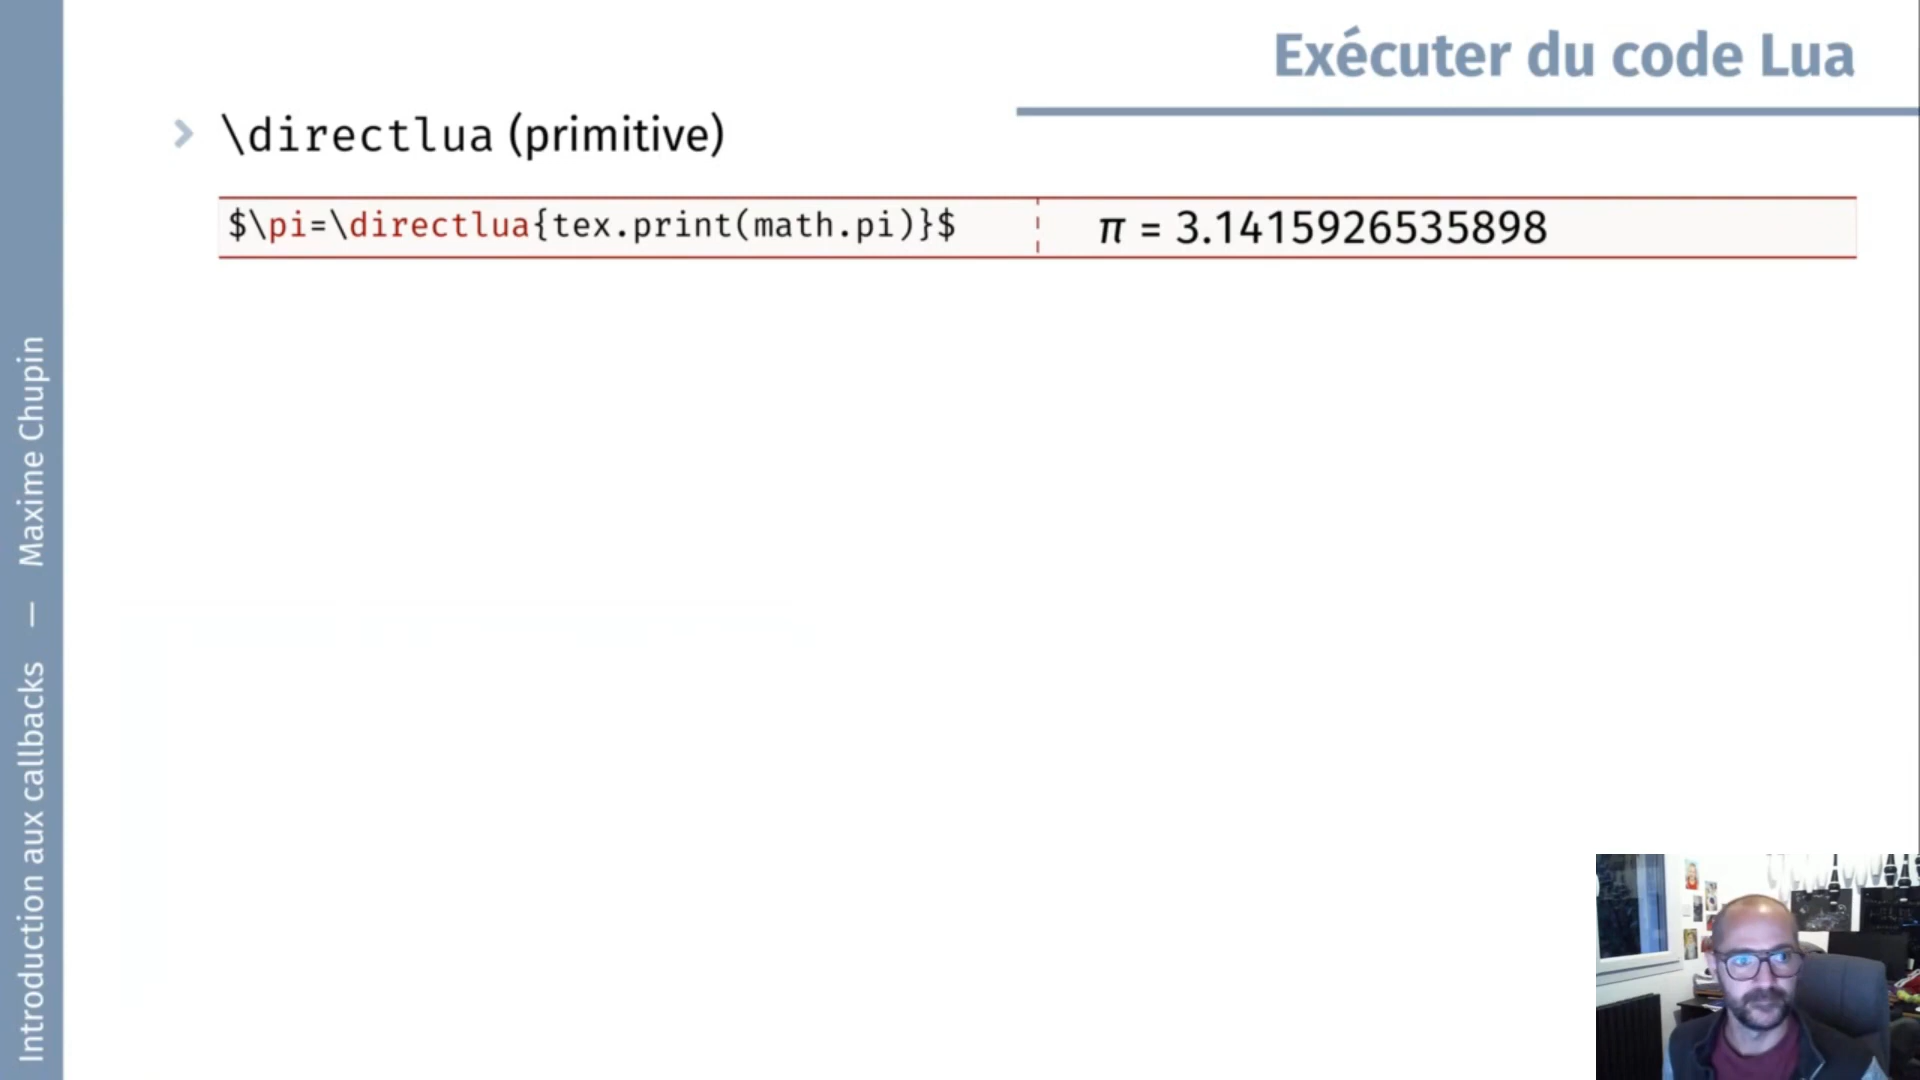 Exécuter du code Lua
\directlua (primitive)
$\pi=\directlua{tex.print(math.pi)}$
π = 3.1415926535898
Introduction aux callbacks — Maxime Chupin